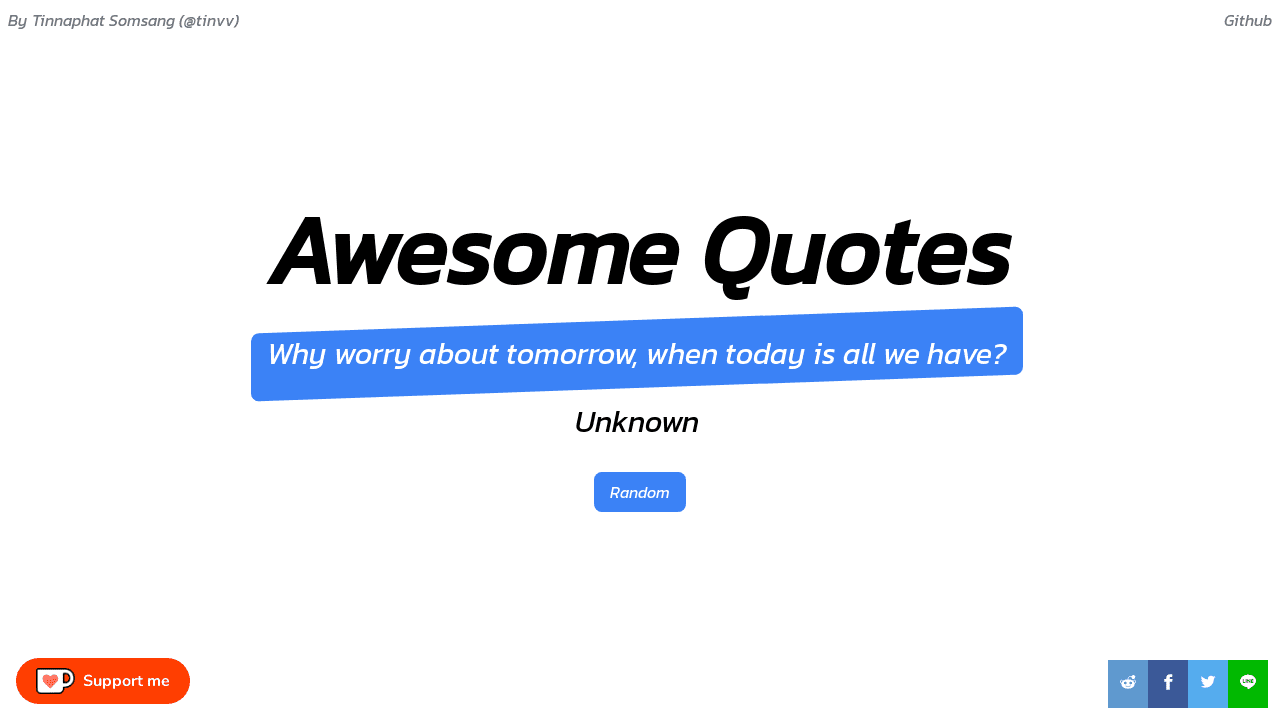 By Tinnaphat Somsang (@tinvv)
Github
Awesome Quotes
Why worry about tomorrow, when today is all we have?
Unknown
Random
Support me
LINE